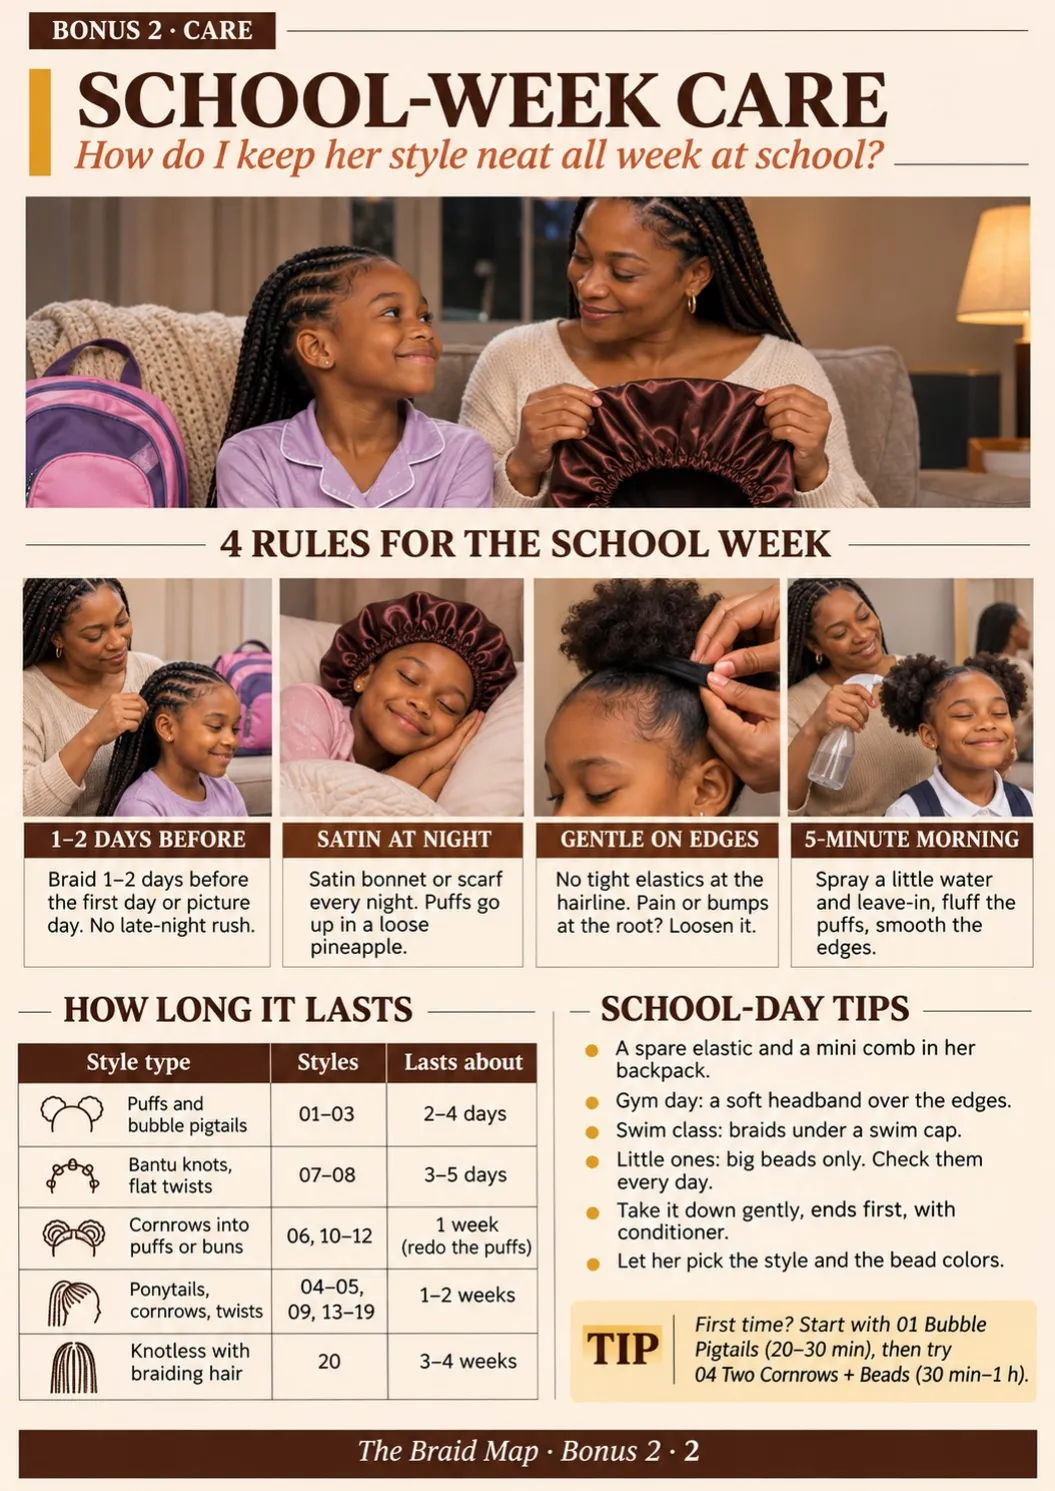 BONUS 2 · CARE
SCHOOL-WEEK CARE
How do I keep her style neat all week at school?
4 RULES FOR THE SCHOOL WEEK
1–2 DAYS BEFORE
Braid 1–2 days before
the first day or picture
day. No late-night rush.
SATIN AT NIGHT
Satin bonnet or scarf
every night. Puffs go
up in a loose
pineapple.
GENTLE ON EDGES
No tight elastics at the
hairline. Pain or bumps
at the root? Loosen it.
5-MINUTE MORNING
Spray a little water
and leave-in, fluff the
puffs, smooth the
edges.
HOW LONG IT LASTS
Style type Styles Lasts about
Puffs and
bubble pigtails
01–03
2–4 days
Bantu knots,
flat twists
07–08
3–5 days
Cornrows into
puffs or buns
06, 10–12
1 week
(redo the puffs)
Ponytails,
cornrows, twists
04–05,
09, 13–19
1–2 weeks
Knotless with
braiding hair
20
3–4 weeks
SCHOOL-DAY TIPS
A spare elastic and a mini comb in her
backpack.
Gym day: a soft headband over the edges.
Swim class: braids under a swim cap.
Little ones: big beads only. Check them
every day.
Take it down gently, ends first, with
conditioner.
Let her pick the style and the bead colors.
TIP
First time? Start with 01 Bubble
Pigtails (20–30 min), then try
04 Two Cornrows + Beads (30 min–1 h).
The Braid Map · Bonus 2 · 2